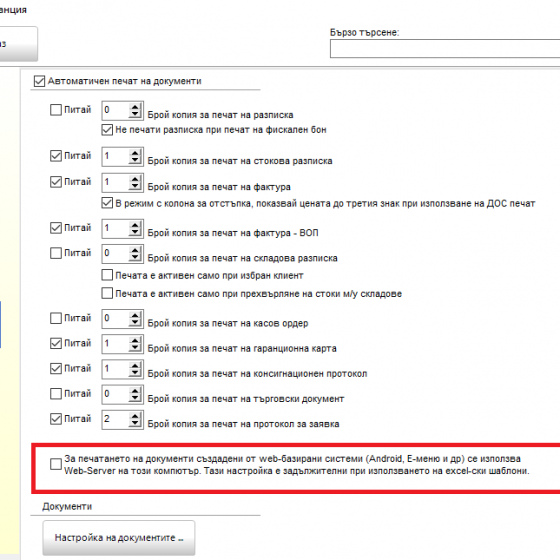 анция
аз
Бързо търсене:
Автоматичен печат на документи
Питай 0 Брой копия за печат на разписка
Не печати разписка при печат на фискален бон
Питай 1 Брой копия за печат на стокова разписка
Питай 1 Брой копия за печат на фактура
В режим с колона за отстъпка, показвай цената до третия знак при използване на ДОС печат
Питай 1 Брой копия за печат на фактура - ВОП
Питай 0 Брой копия за печат на складова разписка
Печата е активен само при избран клиент
Печата е активен само при прехвърляне на стоки м/у складове
Питай 0 Брой копия за печат на касов ордер
Питай 1 Брой копия за печат на гаранционна карта
Питай 1 Брой копия за печат на консигнационен протокол
Питай 0 Брой копия за печат на търговски документ
Питай 2 Брой копия за печат на протокол за заявка
За печатането на документи създадени от web-базирани системи (Android, Е-меню и др) се използва
Web-Server на този компютър. Тази настройка е задължителни при използването на excel-ски шаблони.
Документи
Настройка на документите ...